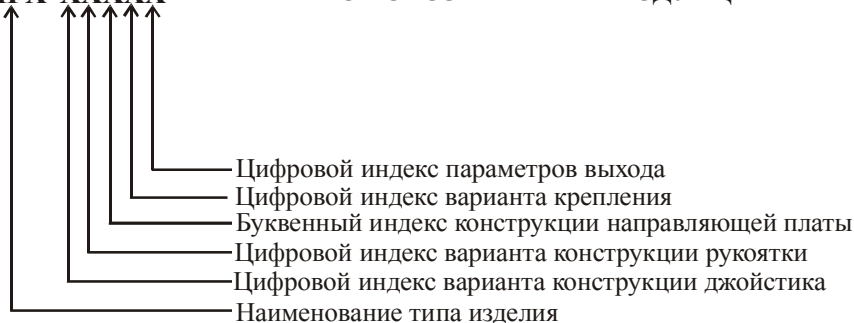 Цифровой индекс параметров выхода
Цифровой индекс варианта крепления
Буквенный индекс конструкции направляющей платы
Цифровой индекс варианта конструкции рукоятки
Цифровой индекс варианта конструкции джойстика
Наименование типа изделия